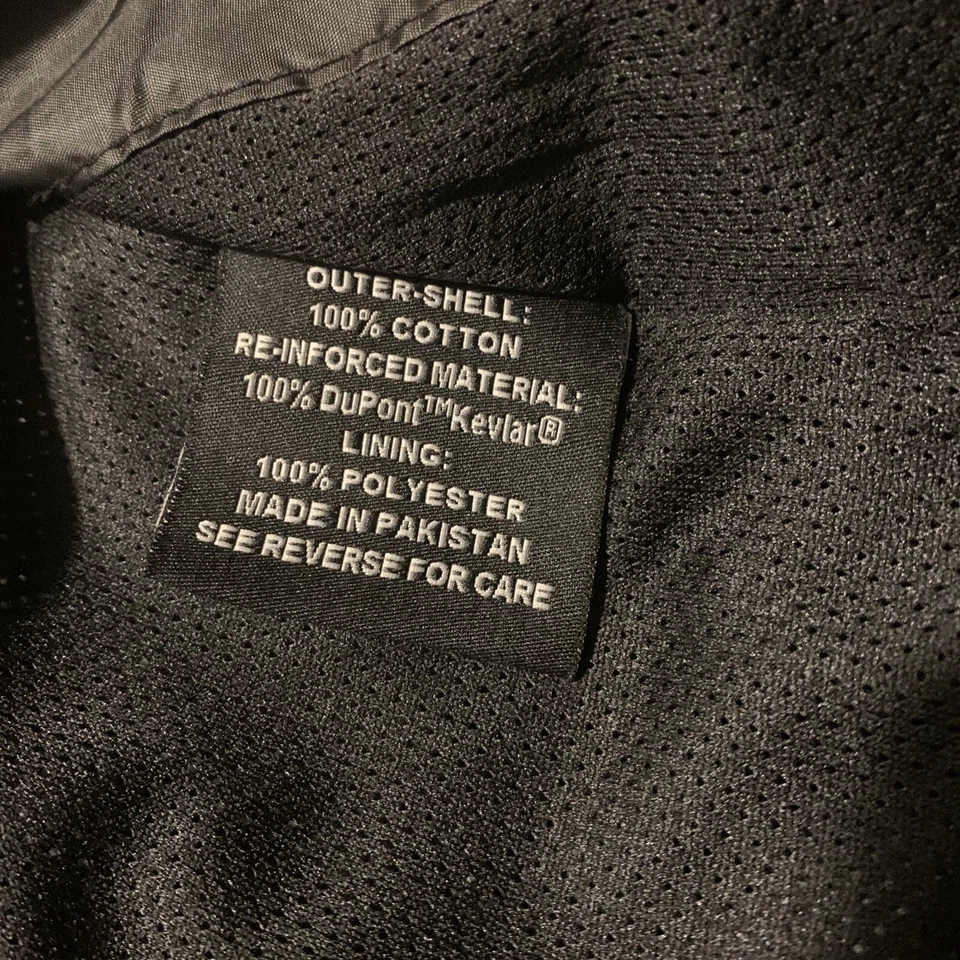 OUTER-SHELL:
100% COTTON
RE-INFORCED MATERIAL:
100% DuPont™Kevlar®
LINING:
100% POLYESTER
MADE IN PAKISTAN
SEE REVERSE FOR CARE